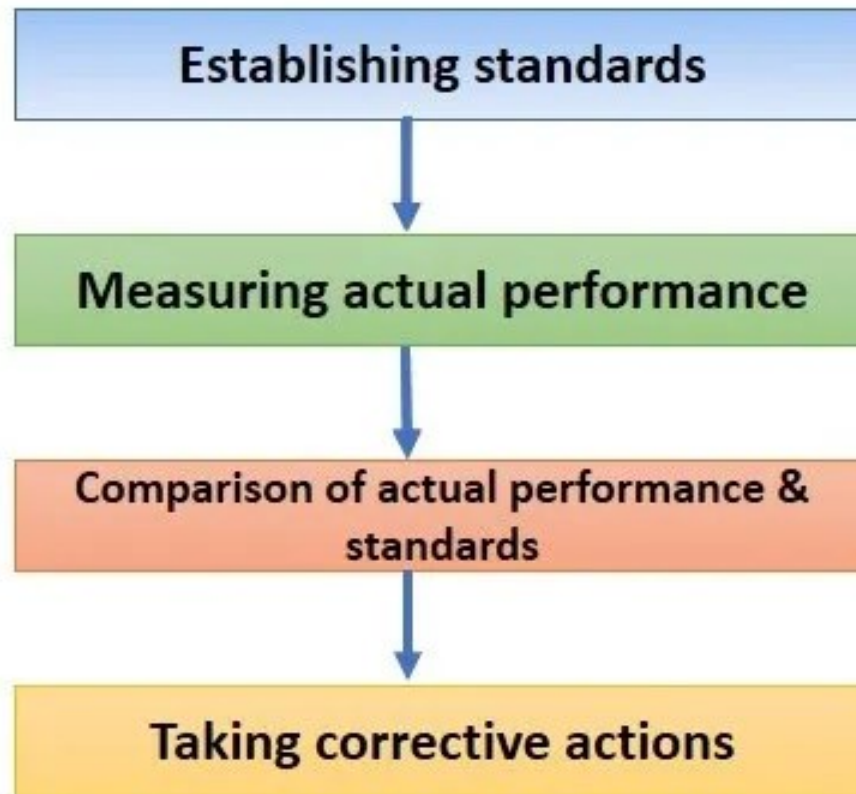 Establishing standards
Measuring actual performance
Comparison of actual performance &
standards
Taking corrective actions